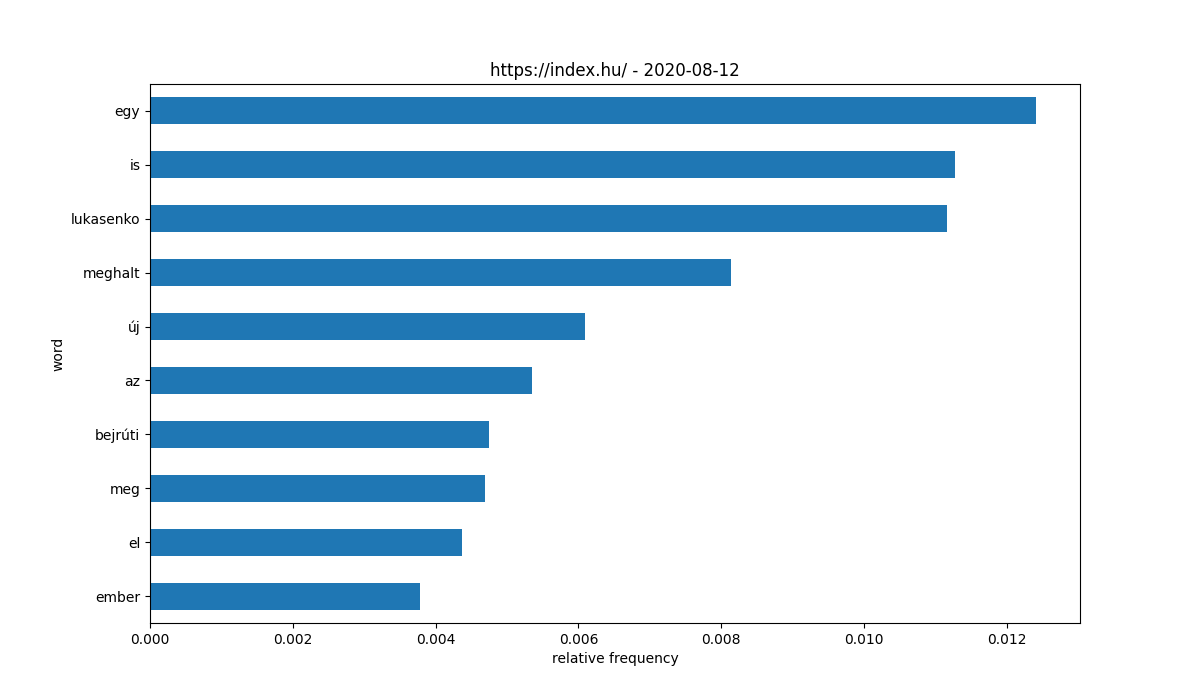 https://index.hu/ - 2020-08-12
egy
is
lukasenko
meghalt
új
az
bejrúti
meg
el
ember
word
0.000 0.002 0.004 0.006 0.008 0.010 0.012
relative frequency